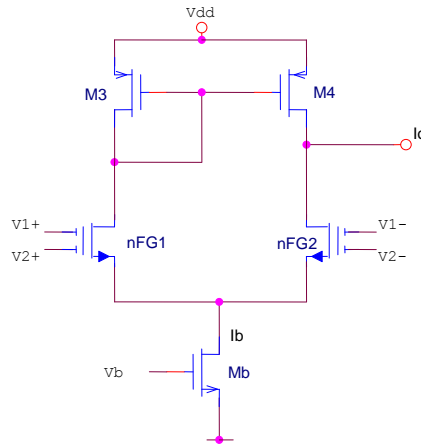 Vdd
M3
M4
Io
V1+
V1-
nFG1
nFG2
V2+
V2-
Ib
Vb
Mb